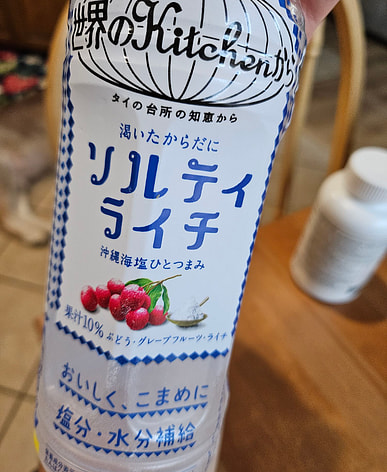 世界のKitchenから
タイの台所の知恵から
渇いたからだに
ソルティ
ライチ
沖縄海塩ひとつまみ
果汁10% ぶどう・グレープフルーツ・ライチ
おいしく、こまめに
塩分・水分補給